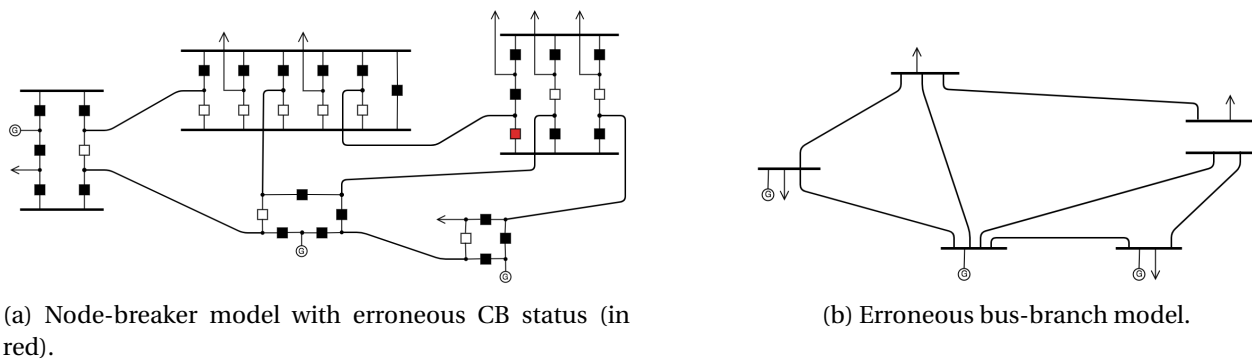 G
G
G
G
G
G
(a) Node-breaker model with erroneous CB status (in
red).
(b) Erroneous bus-branch model.